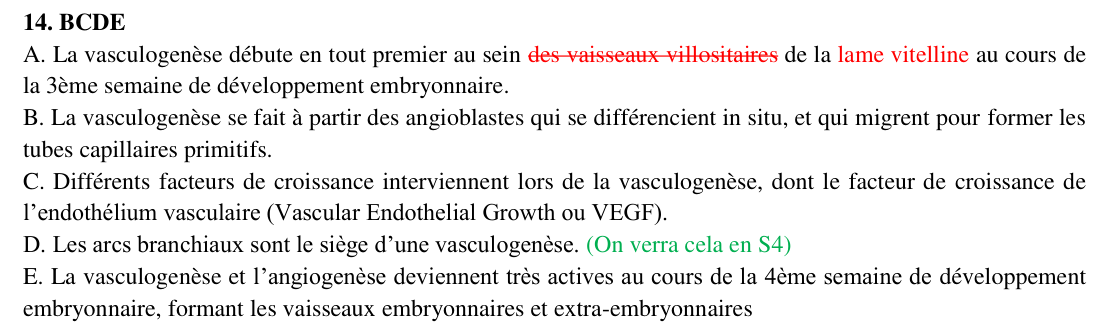 14. BCDE
A. La vasculogenèse débute en tout premier au sein des vaisseaux villositaires de la lame vitelline au cours de
la 3ème semaine de développement embryonnaire.
B. La vasculogenèse se fait à partir des angioblastes qui se différencient in situ, et qui migrent pour former les
tubes capillaires primitifs.
C. Différents facteurs de croissance interviennent lors de la vasculogenèse, dont le facteur de croissance de
l’endothélium vasculaire (Vascular Endothelial Growth ou VEGF).
D. Les arcs branchiaux sont le siège d’une vasculogenèse. (On verra cela en S4)
E. La vasculogenèse et l’angiogenèse deviennent très actives au cours de la 4ème semaine de développement
embryonnaire, formant les vaisseaux embryonnaires et extra-embryonnaires